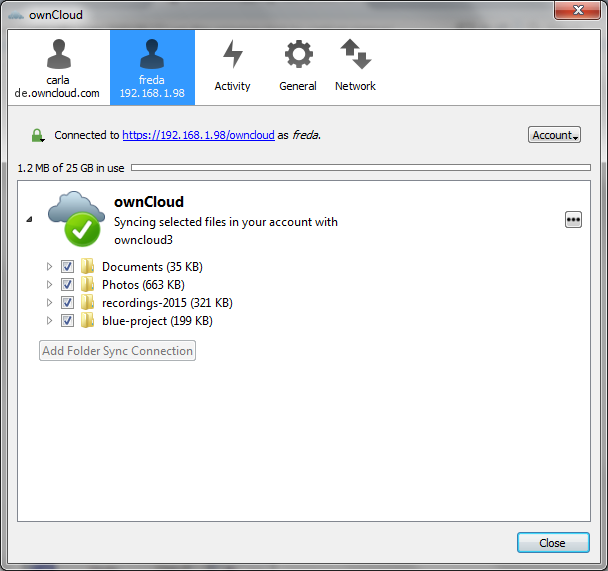 ownCloud
carla
de.owncloud.com
freda
192.168.1.98
Activity
General
Network
Connected to https://192.168.1.98/owncloud as freda.
Account
1.2 MB of 25 GB in use
ownCloud
Syncing selected files in your account with
owncloud3
Documents (35 KB)
Photos (663 KB)
recordings-2015 (321 KB)
blue-project (199 KB)
Add Folder Sync Connection
Close